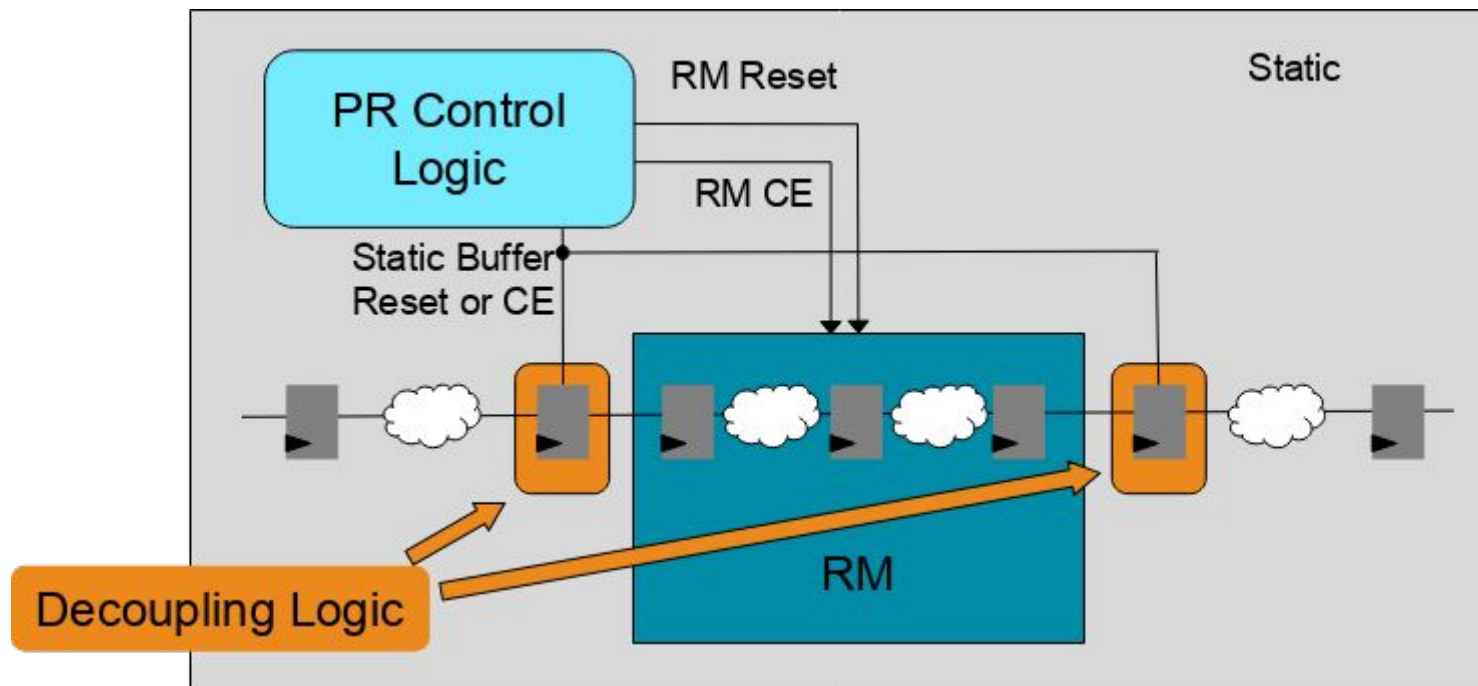 PR Control
Logic
RM Reset
Static
RM CE
Static Buffer
Reset or CE
RM
Decoupling Logic